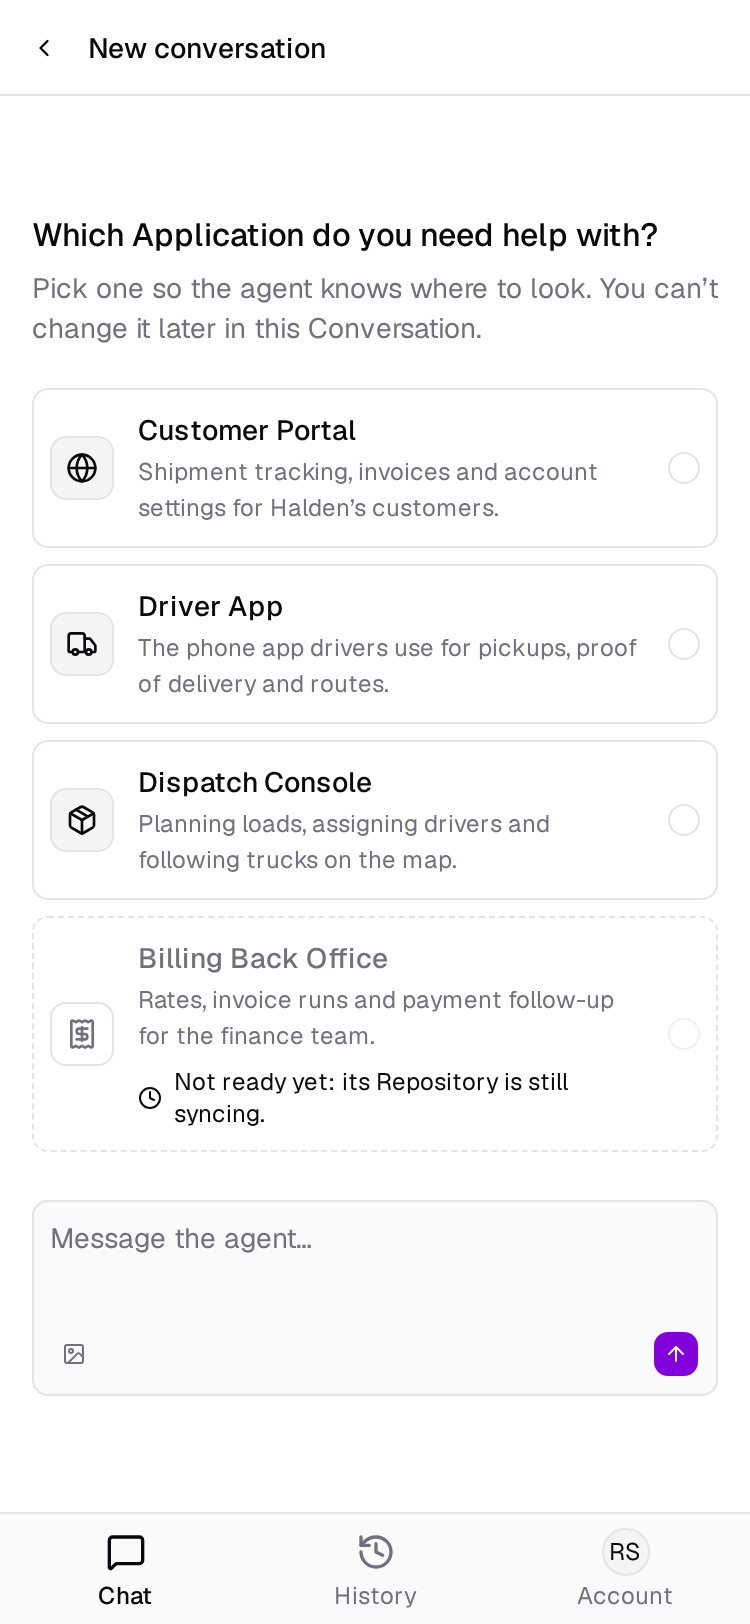 New conversation
Which Application do you need help with?
Pick one so the agent knows where to look. You can’t
change it later in this Conversation.
Customer Portal
Shipment tracking, invoices and account
settings for Halden’s customers.
Driver App
The phone app drivers use for pickups, proof
of delivery and routes.
Dispatch Console
Planning loads, assigning drivers and
following trucks on the map.
Billing Back Office
Rates, invoice runs and payment follow-up
for the finance team.
Not ready yet: its Repository is still
syncing.
Message the agent…
RS
Chat
History
Account